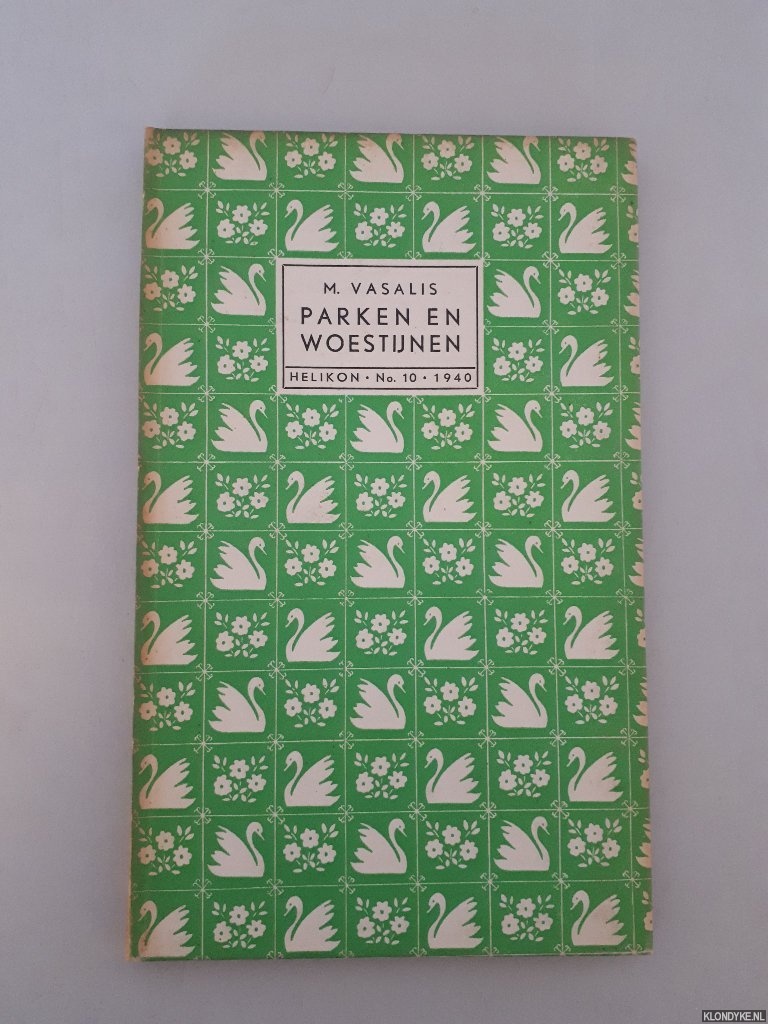 M. VASALIS
PARKEN EN
WOESTIJNEN
HELIKON · No. 10 · 1940
KLONDYKE.NL